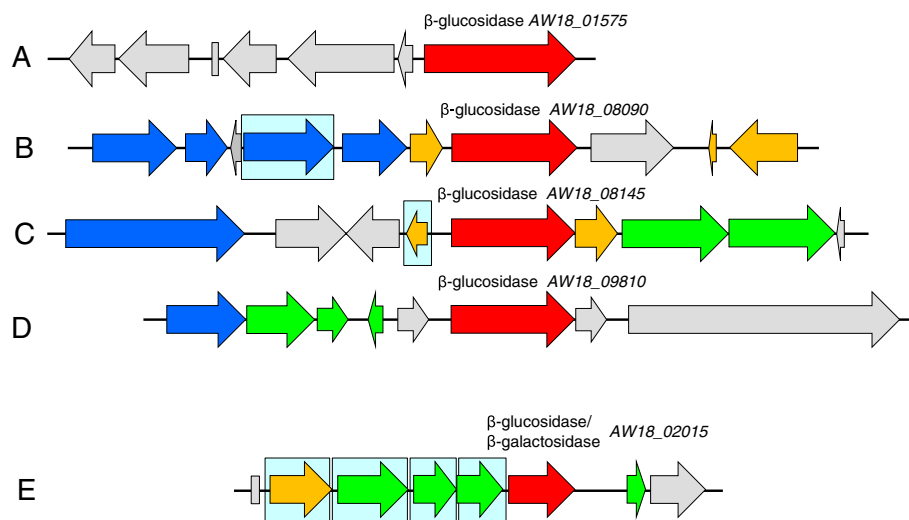 β-glucosidase AW18_01575
A
β-glucosidase AW18_08090
B
β-glucosidase AW18_08145
C
β-glucosidase AW18_09810
D
β-glucosidase/
β-galactosidase AW18_02015
E